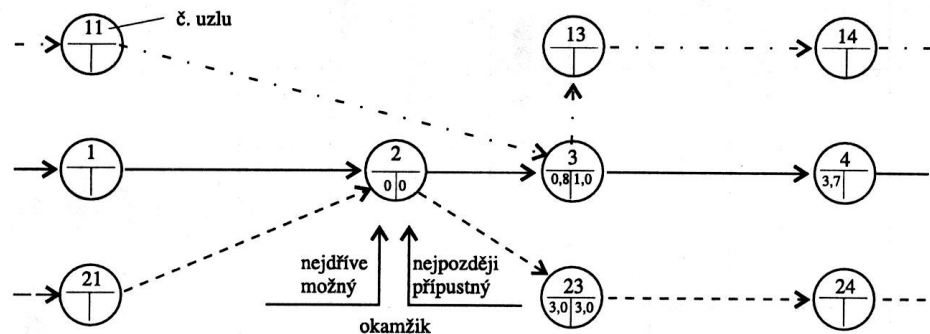 11
č. uzlu
13
14
1
2
0 0
3
0,8 1,0
4
3,7
21
nejdříve
možný
nejpozději
přípustný
okamžik
23
3,0 3,0
24